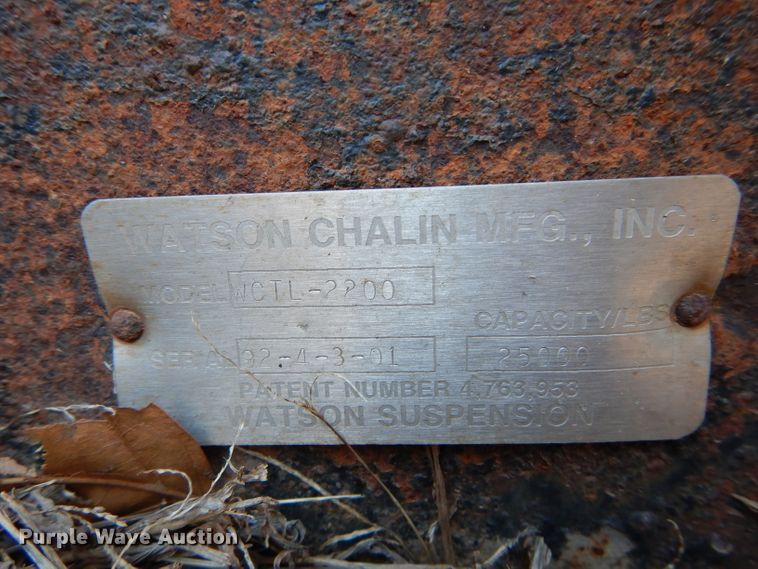 WATSON CHALIN MFG., INC.
MODEL WCTL-2200
CAPACITY/LBS
SERIAL 92-4-3-01 25000
PATENT NUMBER 4,763,953
WATSON SUSPENSION
Purple Wave Auction